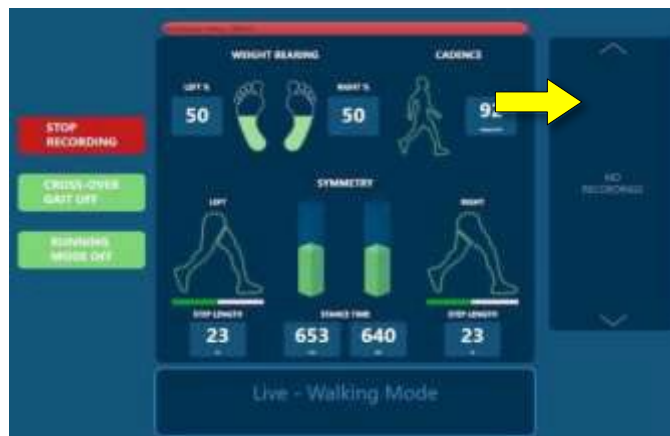 WEIGHT BEARING
CADENCE
LEFT %
RIGHT %
50
50
STOP
RECORDING
CROSS-OVER
GAIT OFF
RUNNING
MODE OFF
NO
RECORDINGS
SYMMETRY
LEFT
RIGHT
STEP LENGTH
STANCE TIME
STEP LENGTH
23
653
640
23
Live - Walking Mode